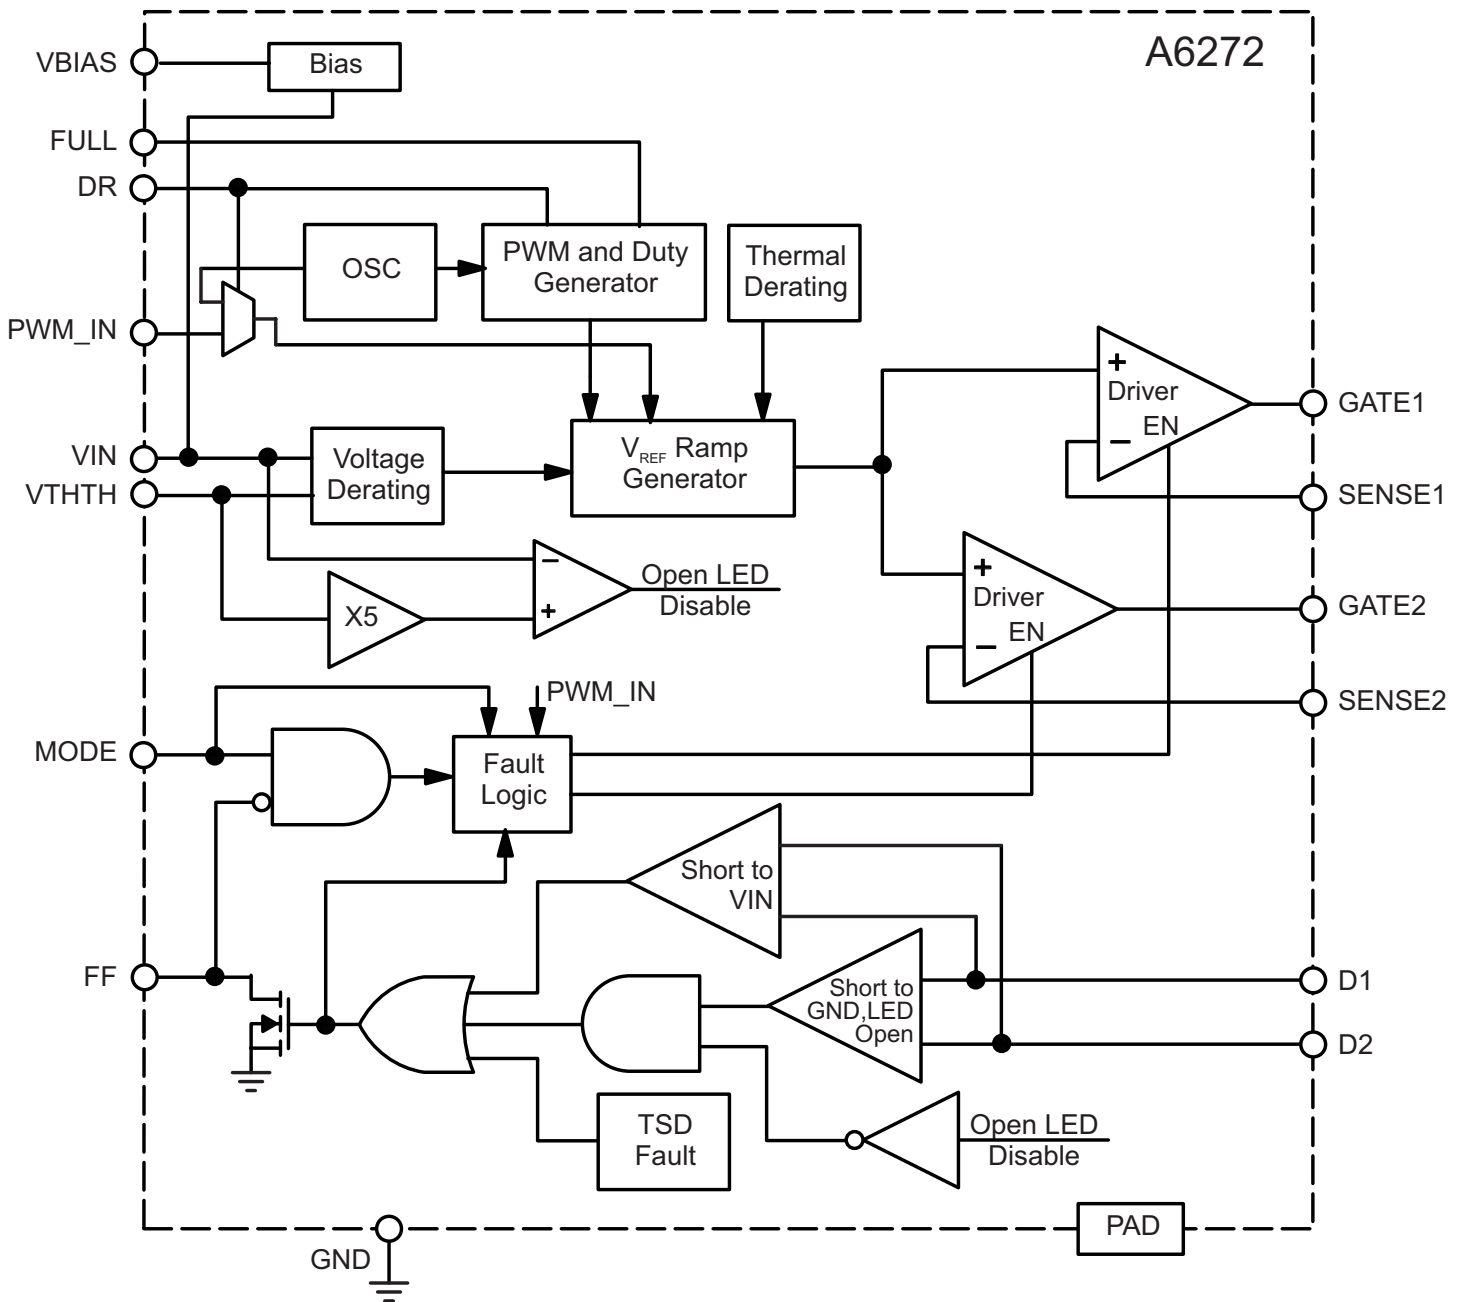 A6272
VBIAS
Bias
FULL
DR
OSC
PWM and Duty
Generator
Thermal
Derating
PWM_IN
+
Driver
EN
−
GATE1
VIN
VTHTH
Voltage
Derating
VREF Ramp
Generator
SENSE1
−
+
Open LED
Disable
X5
+
Driver
EN
−
GATE2
SENSE2
PWM_IN
MODE
Fault
Logic
Short to
VIN
FF
Short to
GND,LED
Open
D1
D2
TSD
Fault
Open LED
Disable
PAD
GND